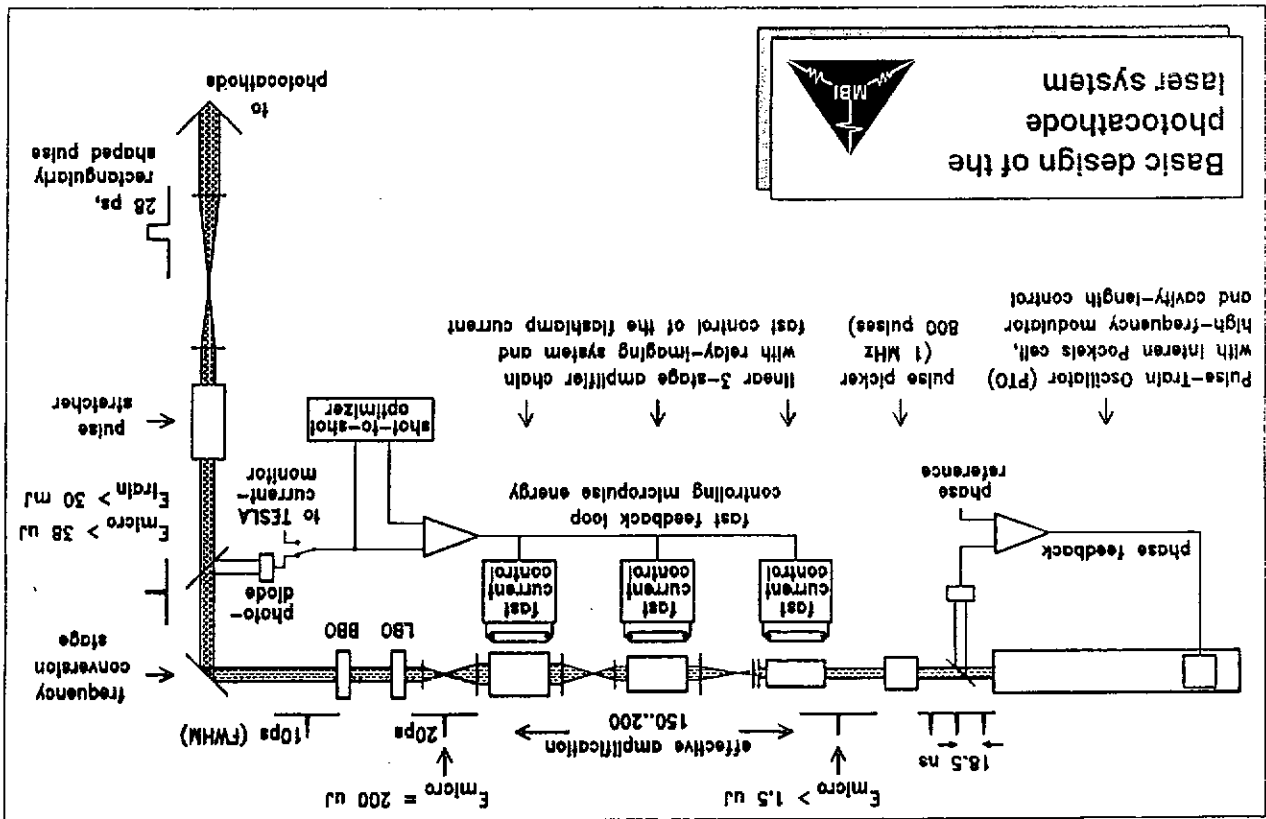 Emicro > 1.5 uJ
Emicro = 200 uJ
18.5 ns
effective amplification
150..200
20ps
10ps (FWHM)
frequency
conversion
stage
LBO
BBO
fast
current
control
fast
current
control
fast
current
control
photo-
diode
phase feedback
phase
reference
fast feedback loop
controlling micropulse energy
to TESLA
current-
monitor
Emicro > 38 uJ
Etrain > 30 mJ
shot-to-shot
optimizer
pulse
stretcher
Pulse-Train Oscillator (PTO)
with interen Pockels cell,
high-frequency modulator
and cavity-length control
pulse picker
(1 MHz
800 pulses)
linear 3-stage amplifier chain
with relay-imaging system and
fast control of the flashlamp current
28 ps,
rectangularly
shaped pulse
to
photocathode
Basic design of the
photocathode
laser system
MBI